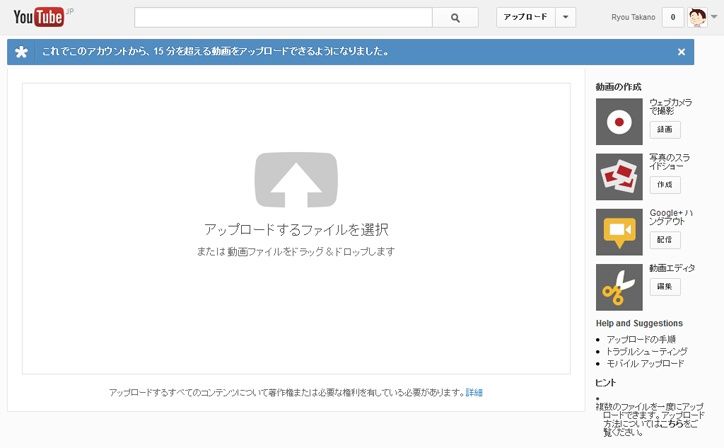 YouTube JP
アップロード
Ryou Takano
0
これでこのアカウントから、15 分を超える動画をアップロードできるようになりました。
アップロードするファイルを選択
または 動画ファイルをドラッグ＆ドロップします
アップロードするすべてのコンテンツについて著作権または必要な権利を有している必要があります。詳細
動画の作成
ウェブカメラ
で撮影
録画
写真のスラ
イドショー
作成
Google+ ハ
ングアウト
配信
動画エディタ
編集
Help and Suggestions
アップロードの手順
トラブルシューティング
モバイル アップロード
ヒント
複数のファイルを一度にアップ
ロードできます。アップロード
方法についてはこちらをご
覧ください。